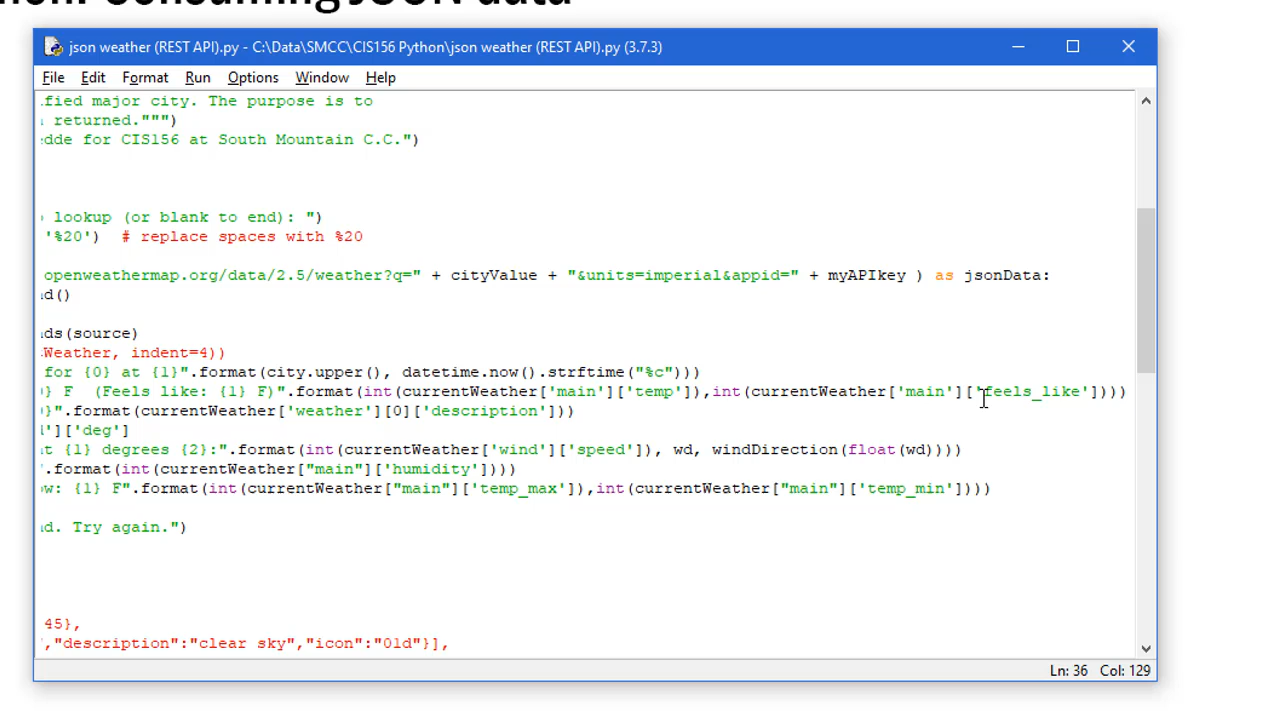 Consuming JSON data
json weather (REST API).py - C:\Data\SMCC\CIS156 Python\json weather (REST API).py (3.7.3)
File Edit Format Run Options Window Help
fied major city. The purpose is to
returned.""")
dde for CIS156 at South Mountain C.C.")
lookup (or blank to end): ")
'%20')  # replace spaces with %20
openweathermap.org/data/2.5/weather?q=" + cityValue + "&units=imperial&appid=" + myAPIkey ) as jsonData:
d()
ds(source)
Weather, indent=4))
for {0} at {1}".format(city.upper(), datetime.now().strftime("%c")))
} F  (Feels like: {1} F)".format(int(currentWeather['main']['temp']),int(currentWeather['main']['feels_like'])))
}".format(currentWeather['weather'][0]['description']))
']['deg']
t {1} degrees {2}:".format(int(currentWeather['wind']['speed']), wd, windDirection(float(wd))))
".format(int(currentWeather["main"]['humidity'])))
w: {1} F".format(int(currentWeather["main"]['temp_max']),int(currentWeather["main"]['temp_min'])))
d. Try again.")
45},
,"description":"clear sky","icon":"01d"}],
Ln: 36 Col: 129